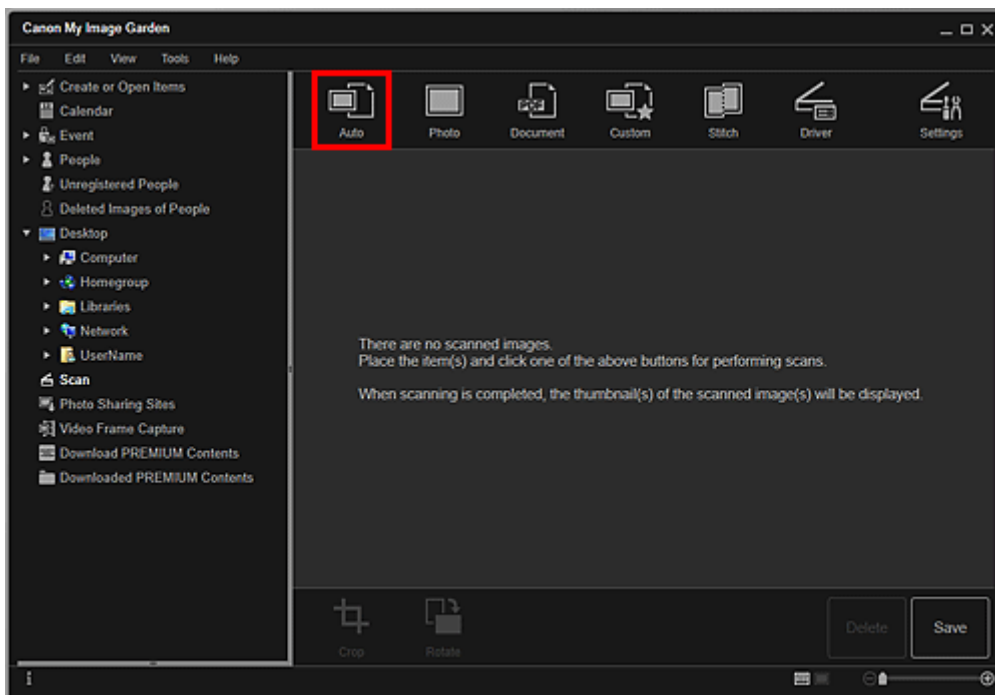 Canon My Image Garden
File Edit View Tools Help
Create or Open Items
Calendar
Event
People
Unregistered People
Deleted Images of People
Desktop
Computer
Homegroup
Libraries
Network
UserName
Scan
Photo Sharing Sites
Video Frame Capture
Download PREMIUM Contents
Downloaded PREMIUM Contents
PDF
Auto Photo Document Custom Stitch Driver Settings
There are no scanned images.
Place the item(s) and click one of the above buttons for performing scans.
When scanning is completed, the thumbnail(s) of the scanned image(s) will be displayed.
Crop Rotate Delete Save